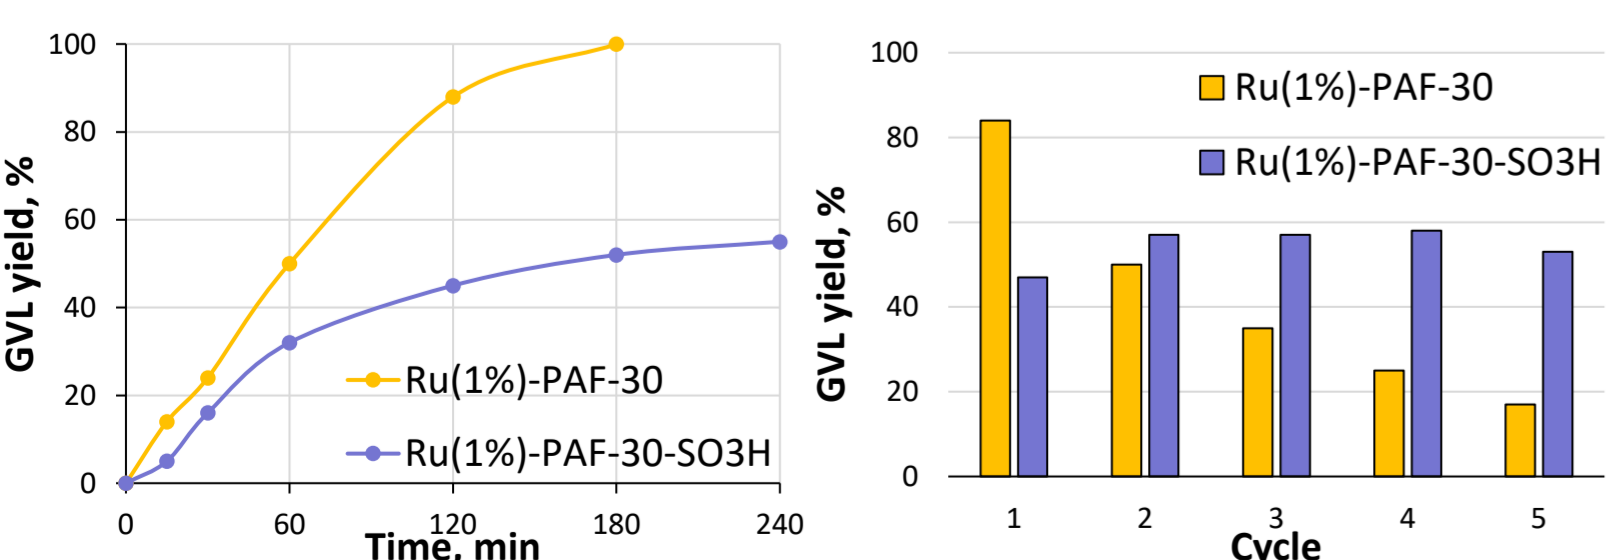 100
80
60
40
20
0
GVL yield, %
Ru(1%)-PAF-30
Ru(1%)-PAF-30-SO3H
0 60 120 180 240
Time, min
100
80
60
40
20
0
GVL yield, %
Ru(1%)-PAF-30
Ru(1%)-PAF-30-SO3H
1 2 3 4 5
Cycle